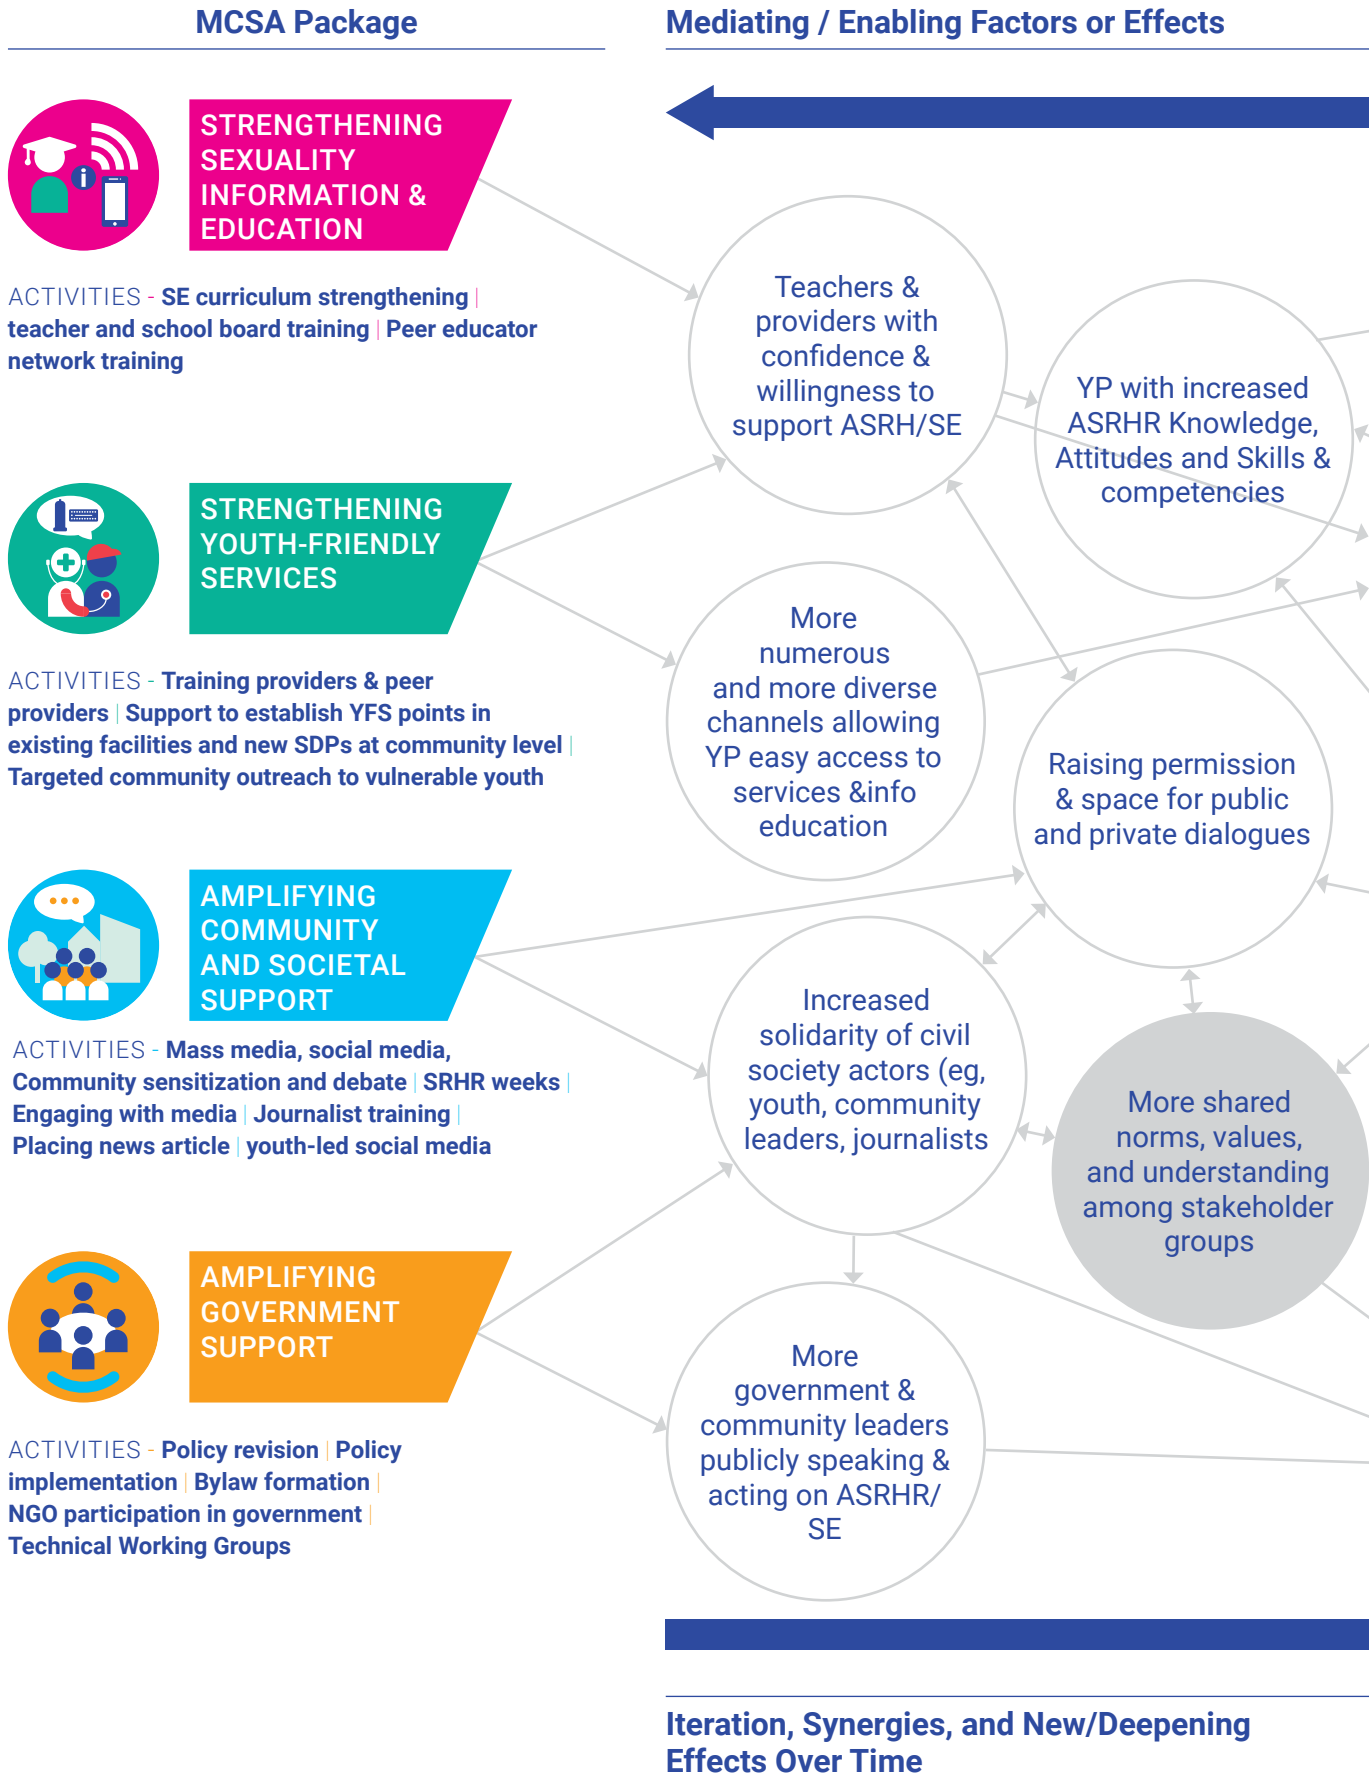 MCSA Package
Mediating / Enabling Factors or Effects
STRENGTHENING
SEXUALITY
INFORMATION &
EDUCATION
ACTIVITIES - SE curriculum strengthening |
teacher and school board training | Peer educator
network training
STRENGTHENING
YOUTH-FRIENDLY
SERVICES
ACTIVITIES - Training providers & peer
providers | Support to establish YFS points in
existing facilities and new SDPs at community level |
Targeted community outreach to vulnerable youth
AMPLIFYING
COMMUNITY
AND SOCIETAL
SUPPORT
ACTIVITIES - Mass media, social media,
Community sensitization and debate | SRHR weeks |
Engaging with media | Journalist training |
Placing news article | youth-led social media
AMPLIFYING
GOVERNMENT
SUPPORT
ACTIVITIES - Policy revision | Policy
implementation | Bylaw formation |
NGO participation in government |
Technical Working Groups
Teachers &
providers with
confidence &
willingness to
support ASRH/SE
YP with increased
ASRHR Knowledge,
Attitudes and Skills &
competencies
More
numerous
and more diverse
channels allowing
YP easy access to
services &info
education
Raising permission
& space for public
and private dialogues
Increased
solidarity of civil
society actors (eg,
youth, community
leaders, journalists
More shared
norms, values,
and understanding
among stakeholder
groups
More
government &
community leaders
publicly speaking &
acting on ASRHR/
SE
Iteration, Synergies, and New/Deepening
Effects Over Time